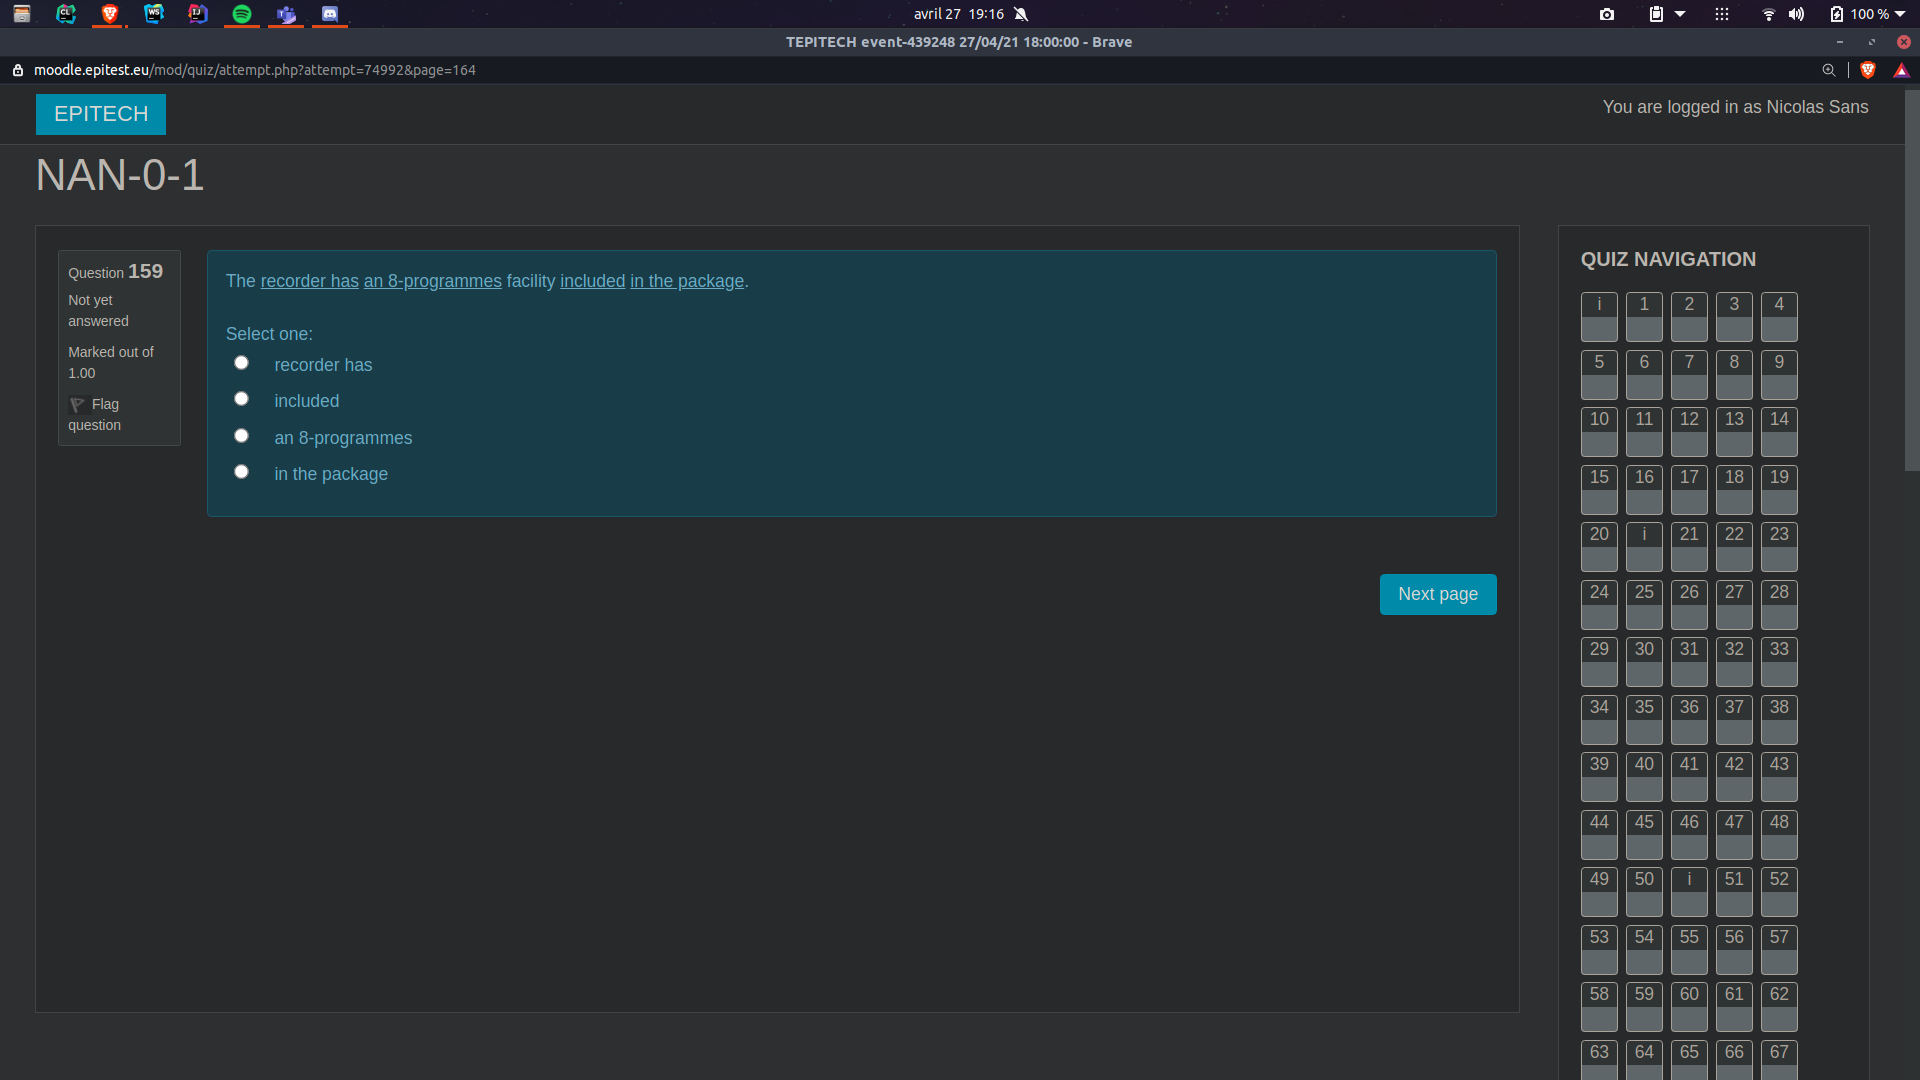 avril 27 19:16
100 %
TEPITECH event-439248 27/04/21 18:00:00 - Brave
moodle.epitest.eu/mod/quiz/attempt.php?attempt=74992&page=164
EPITECH
You are logged in as Nicolas Sans
NAN-0-1
Question 159
Not yet
answered
Marked out of
1.00
Flag
question
The recorder has an 8-programmes facility included in the package.
Select one:
recorder has
included
an 8-programmes
in the package
Next page
QUIZ NAVIGATION
i 1 2 3 4
5 6 7 8 9
10 11 12 13 14
15 16 17 18 19
20 i 21 22 23
24 25 26 27 28
29 30 31 32 33
34 35 36 37 38
39 40 41 42 43
44 45 46 47 48
49 50 i 51 52
53 54 55 56 57
58 59 60 61 62
63 64 65 66 67